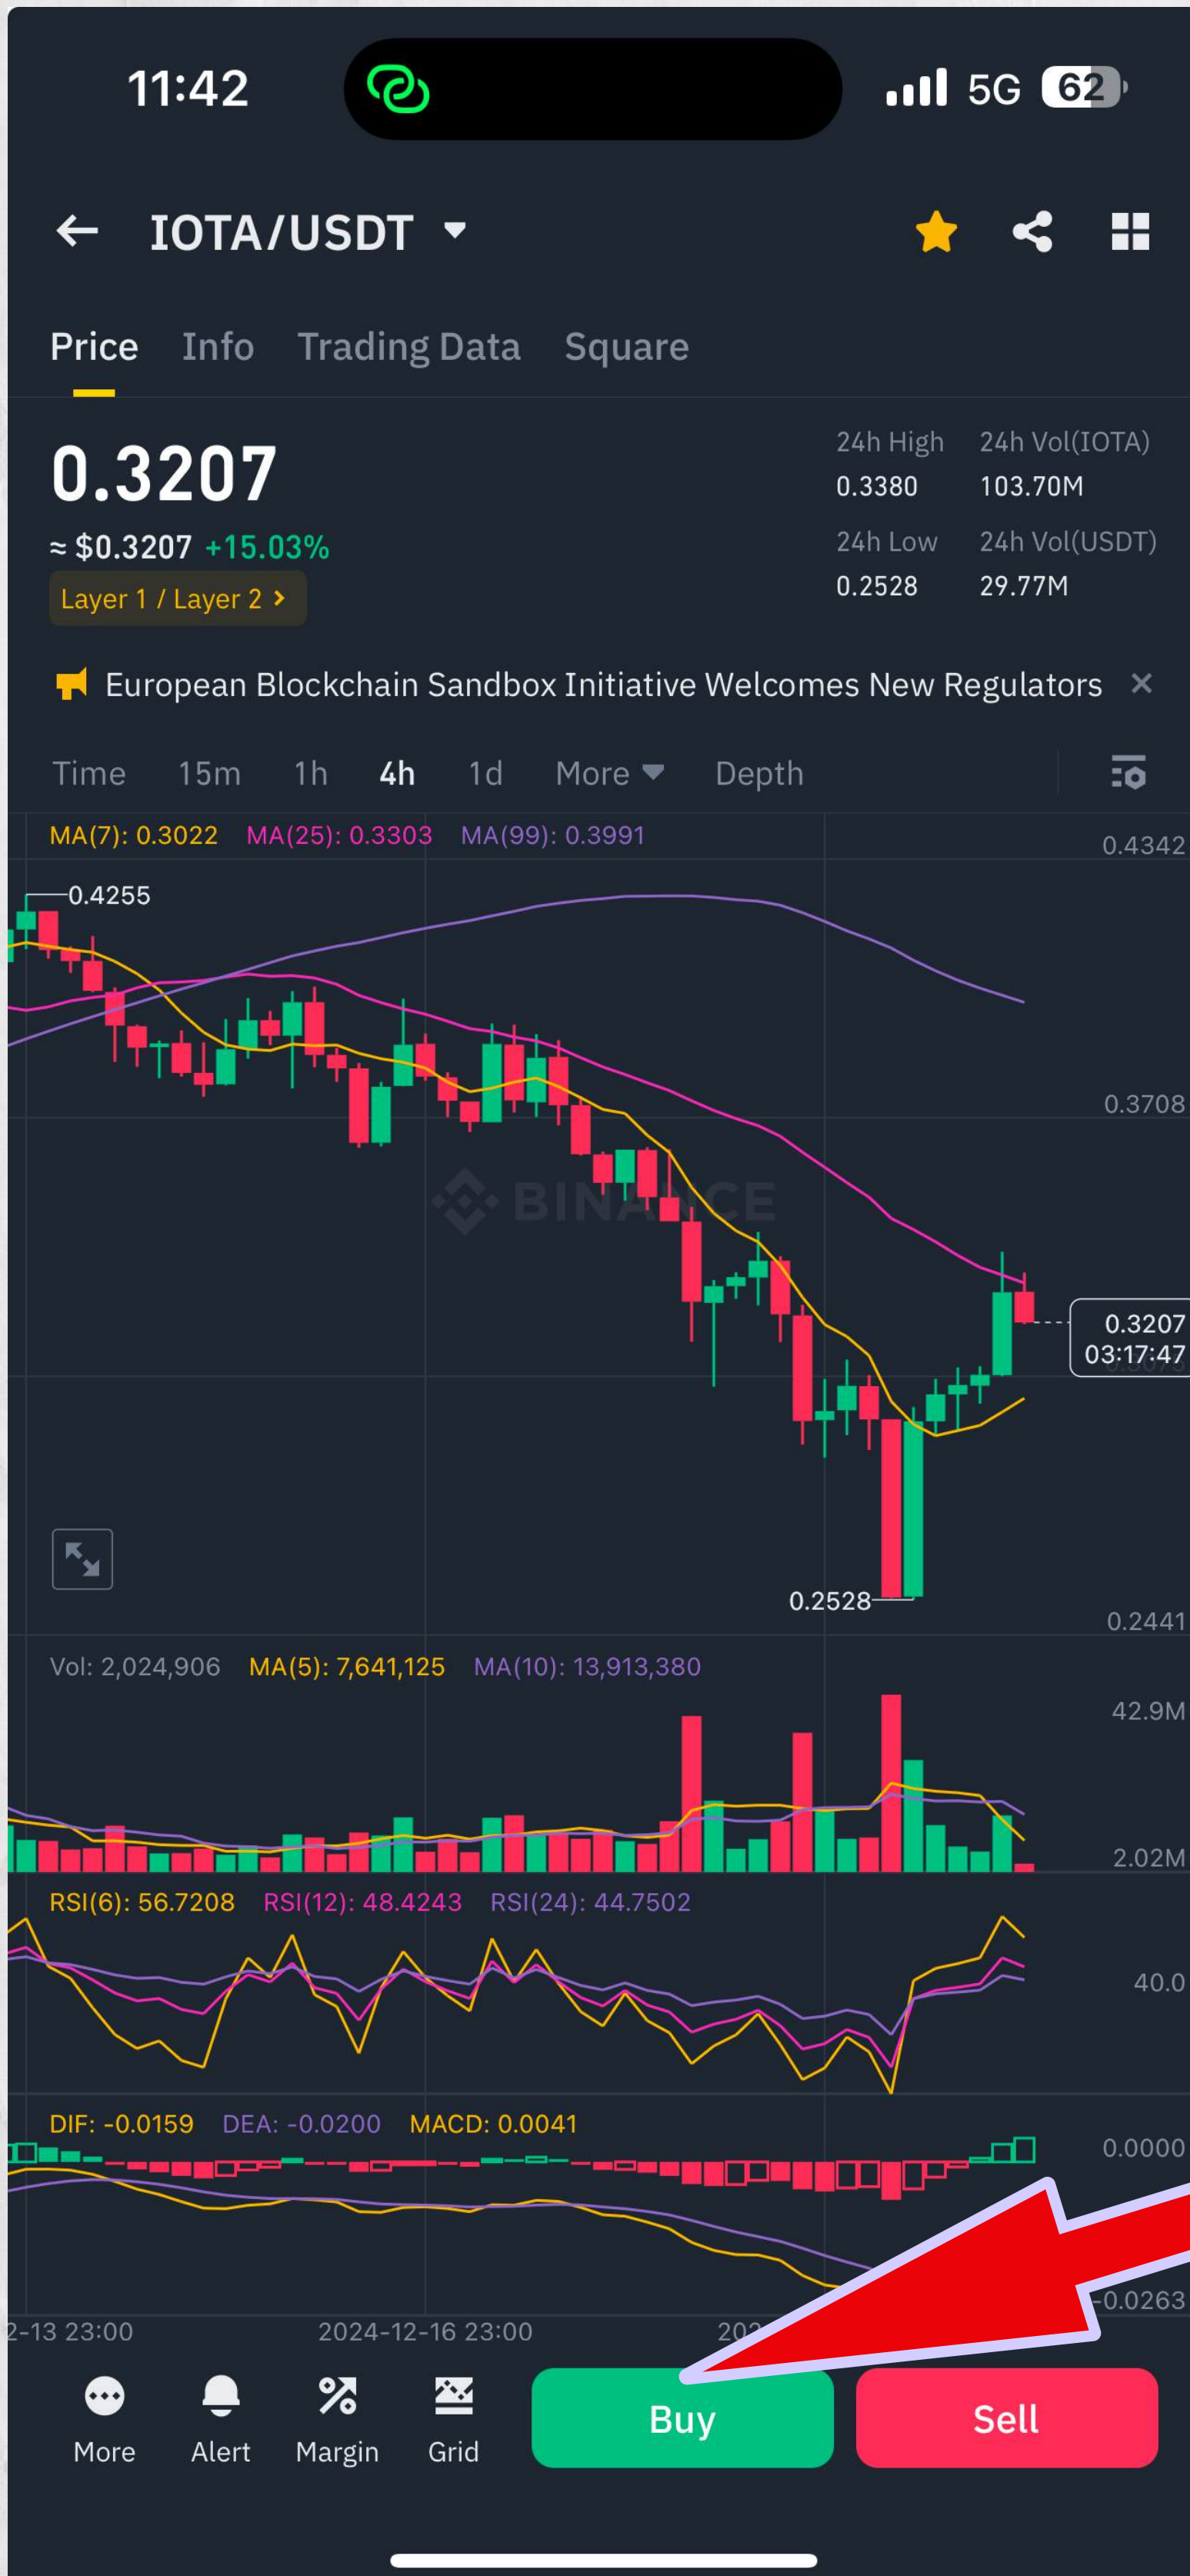 11:42
5G 62
IOTA/USDT
Price Info Trading Data Square
0.3207
≈ $0.3207 +15.03%
Layer 1 / Layer 2 >
24h High 24h Vol(IOTA)
0.3380 103.70M
24h Low 24h Vol(USDT)
0.2528 29.77M
European Blockchain Sandbox Initiative Welcomes New Regulators
Time 15m 1h 4h 1d More Depth
MA(7): 0.3022 MA(25): 0.3303 MA(99): 0.3991
0.4342
0.4255
0.3708
BINANCE
0.3207
03:17:47
0.2528
0.2441
Vol: 2,024,906 MA(5): 7,641,125 MA(10): 13,913,380
42.9M
2.02M
RSI(6): 56.7208 RSI(12): 48.4243 RSI(24): 44.7502
40.0
DIF: -0.0159 DEA: -0.0200 MACD: 0.0041
0.0000
-0.0263
2-13 23:00 2024-12-16 23:00
More Alert Margin Grid Buy Sell